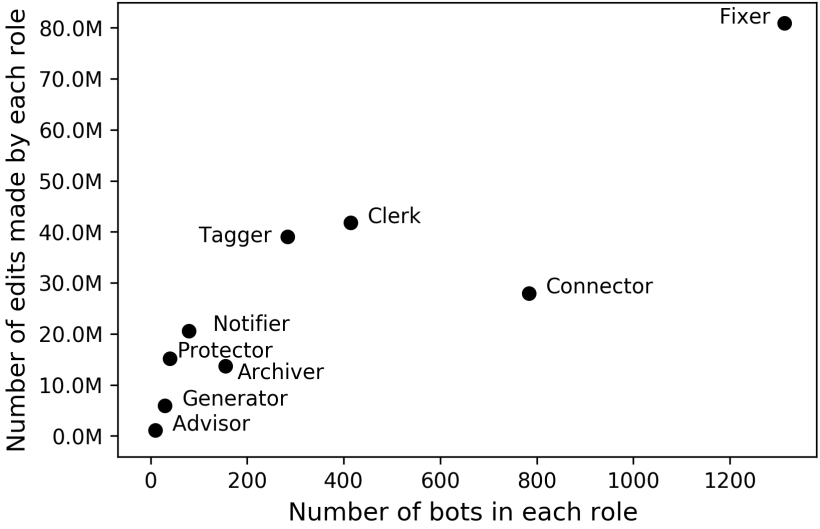 Number of edits made by each role
80.0M
70.0M
60.0M
50.0M
40.0M
30.0M
20.0M
10.0M
0.0M
Fixer
Clerk
Tagger
Connector
Notifier
Protector
Archiver
Generator
Advisor
0
200
400
600
800
1000
1200
Number of bots in each role